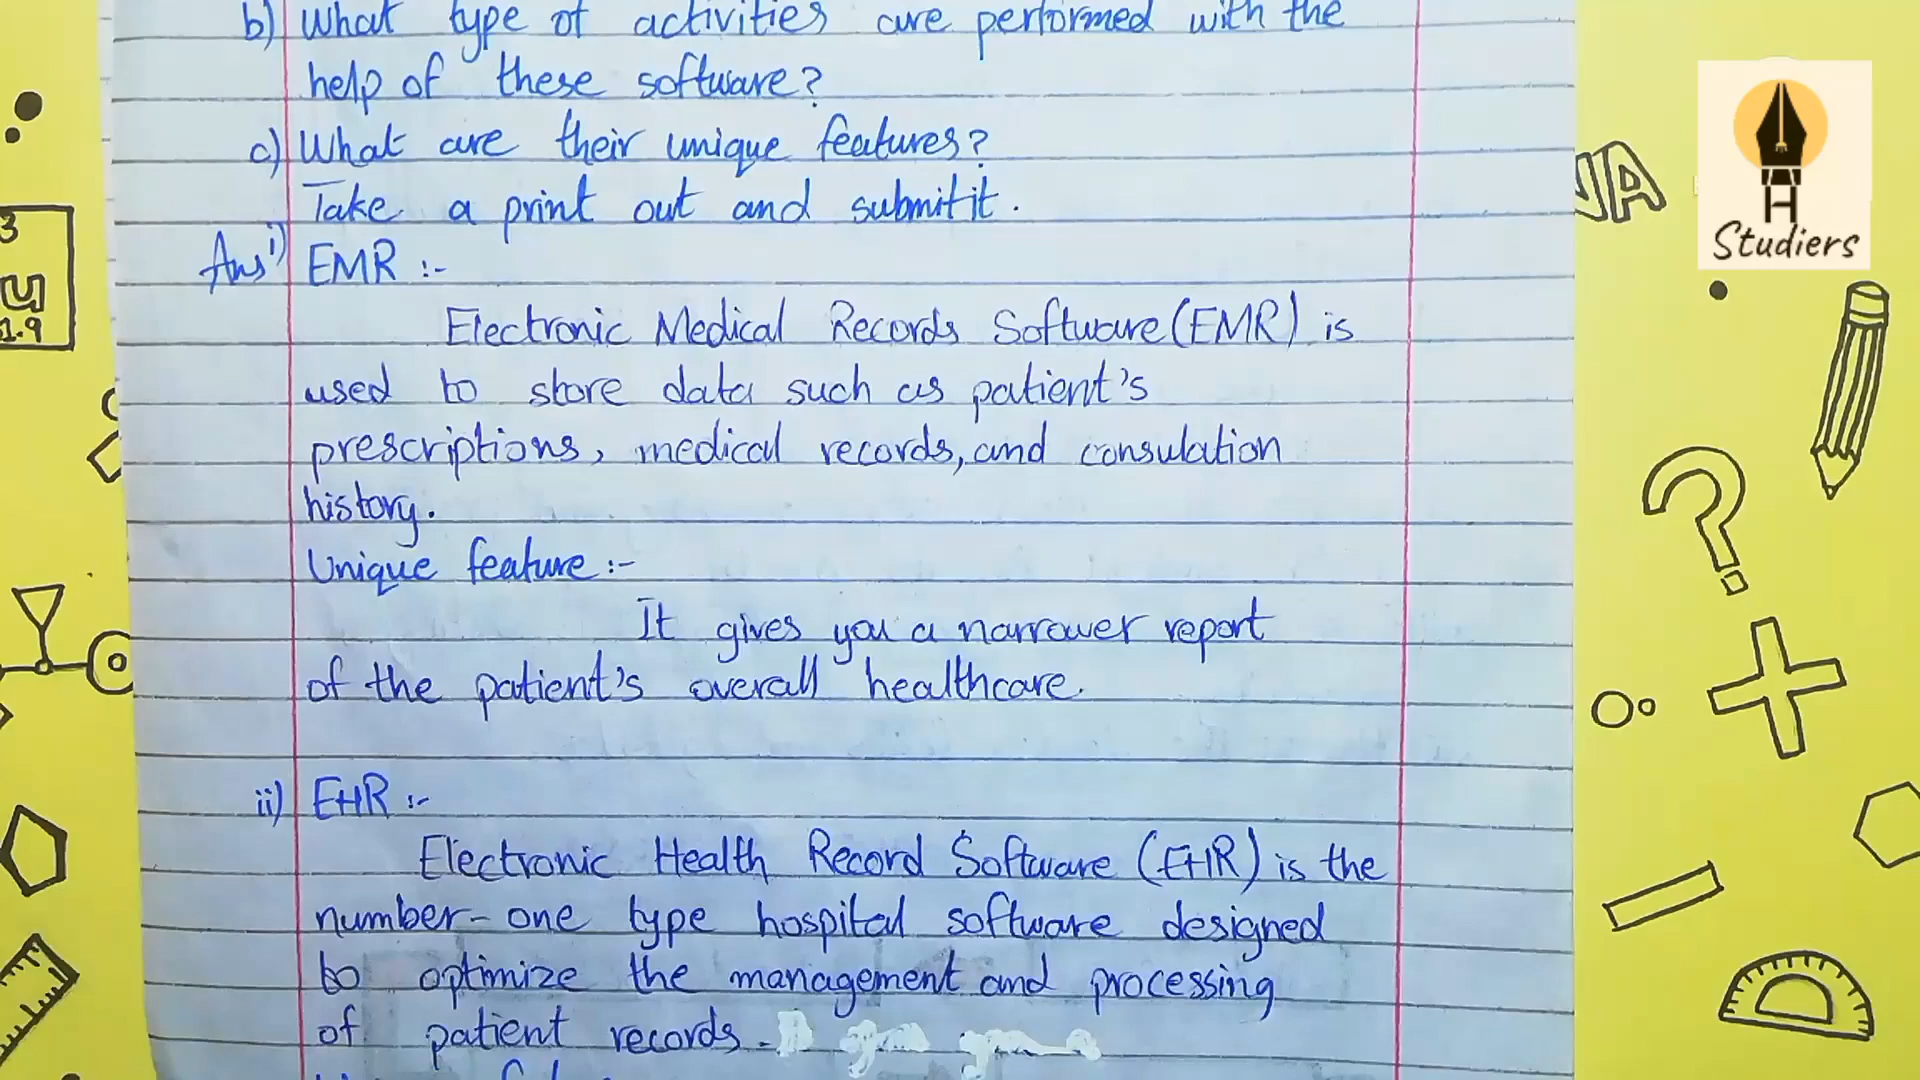 b) What type of activities are performed with the
help of these software?
c) What are their unique features?
Take a print out and submit it.
Ans i) EMR :-
Electronic Medical Records Software (EMR) is
used to store data such as patient's
prescriptions, medical records, and consulation
history.
Unique feature :-
It gives you a narrower report
of the patient's overall healthcare.
ii) EHR :-
Electronic Health Record Software (EHR) is the
number-one type hospital software designed
to optimize the management and processing
of patient records.
Studiers
3
u
1.9